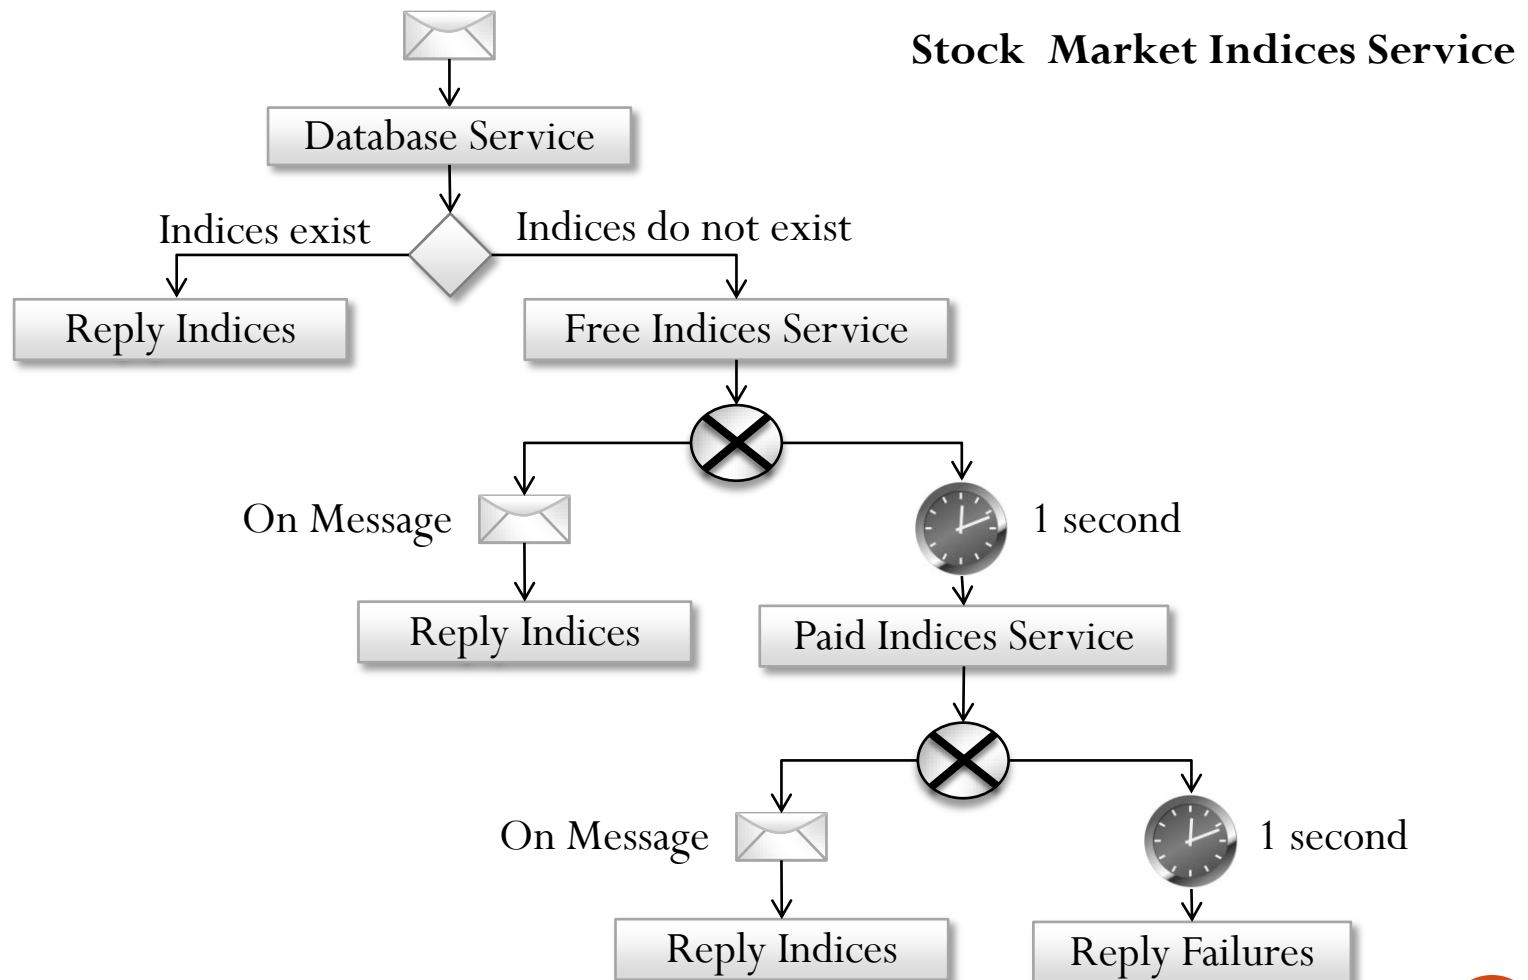 Stock Market Indices Service
Database Service
Indices exist
Indices do not exist
Reply Indices
Free Indices Service
On Message
1 second
Reply Indices
Paid Indices Service
On Message
1 second
Reply Indices
Reply Failures